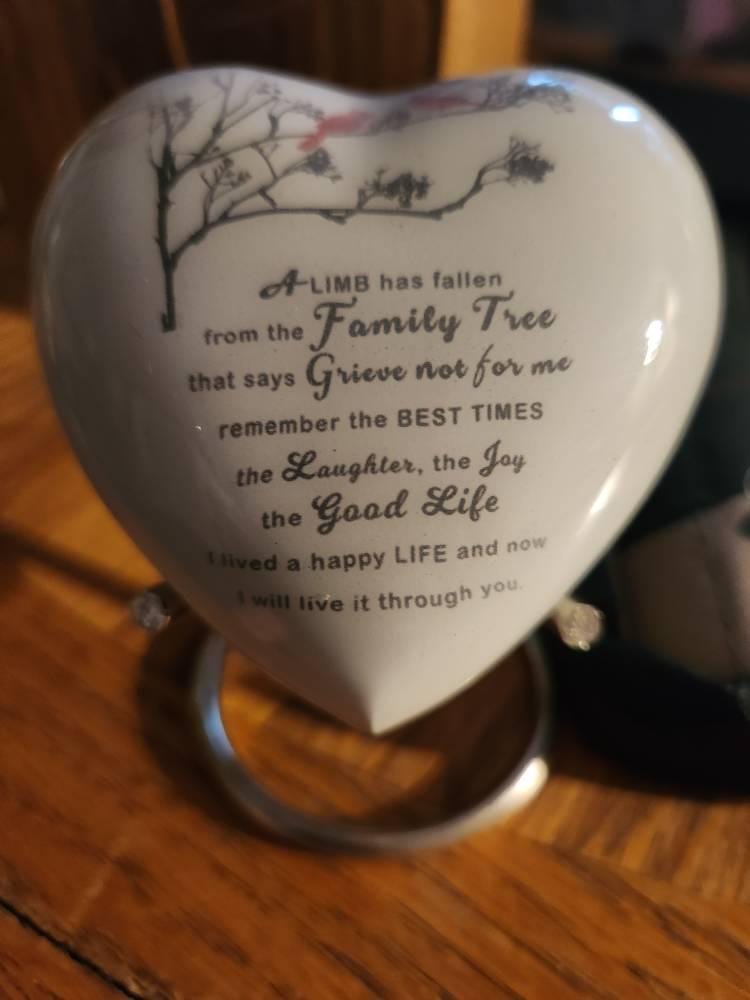 A LIMB has fallen
from the Family Tree
that says Grieve not for me
remember the BEST TIMES
the Laughter, the Joy
the Good Life
I lived a happy LIFE and now
I will live it through you.